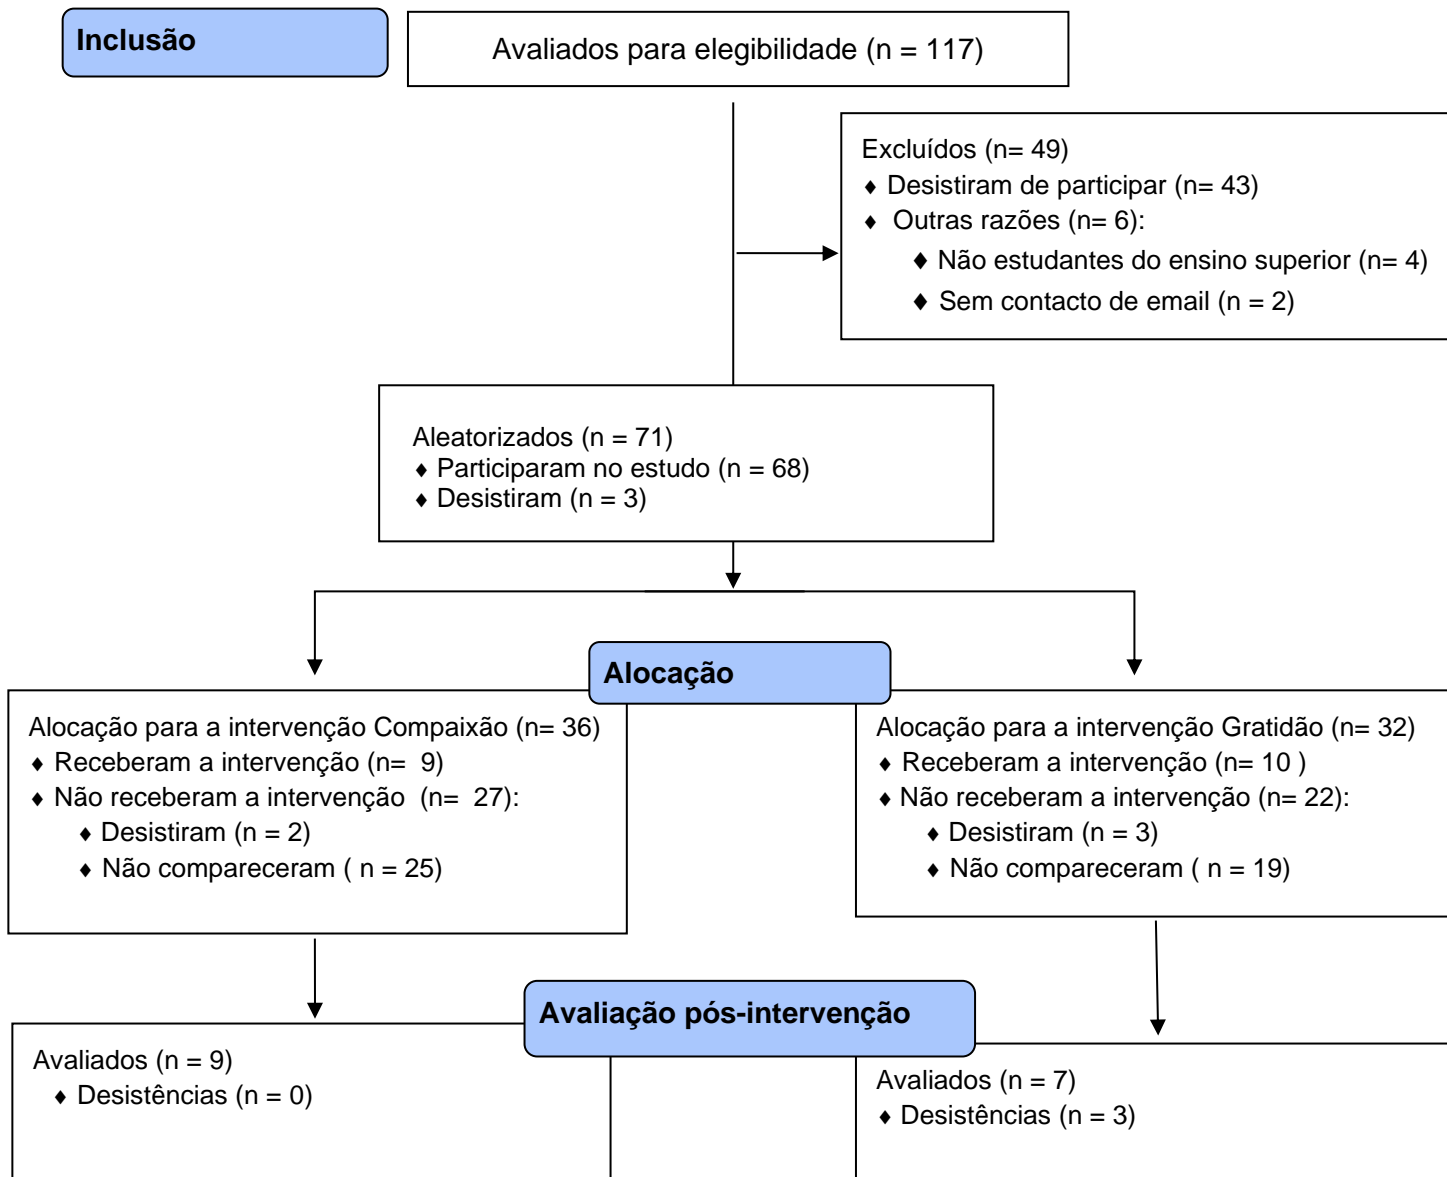 Inclusão
Avaliados para elegibilidade (n = 117)
Excluídos (n= 49)
♦ Desistiram de participar (n= 43)
♦ Outras razões (n= 6):
♦ Não estudantes do ensino superior (n= 4)
♦ Sem contacto de email (n = 2)
Aleatorizados (n = 71)
♦ Participaram no estudo (n = 68)
♦ Desistiram (n = 3)
Alocação
Alocação para a intervenção Compaixão (n= 36)
♦ Receberam a intervenção (n= 9)
♦ Não receberam a intervenção (n= 27):
♦ Desistiram (n = 2)
♦ Não compareceram ( n = 25)
Alocação para a intervenção Gratidão (n= 32)
♦ Receberam a intervenção (n= 10 )
♦ Não receberam a intervenção (n= 22):
♦ Desistiram (n = 3)
♦ Não compareceram ( n = 19)
Avaliação pós-intervenção
Avaliados (n = 9)
♦ Desistências (n = 0)
Avaliados (n = 7)
♦ Desistências (n = 3)